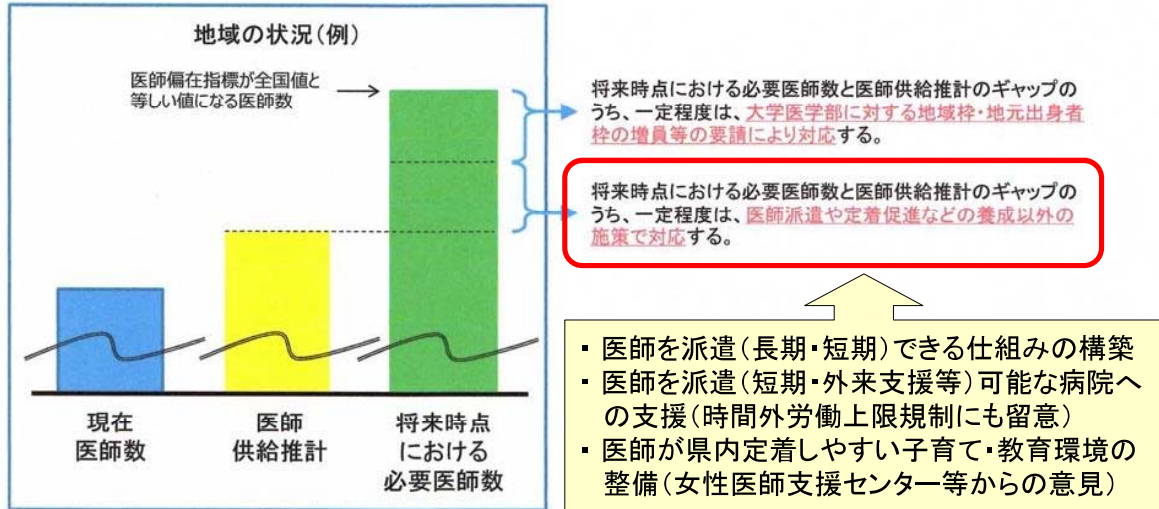 地域の状況(例)
医師偏在指標が全国値と
等しい値になる医師数
将来時点における必要医師数と医師供給推計のギャップの
うち、一定程度は、大学医学部に対する地域枠・地元出身者
枠の増員等の要請により対応する。
将来時点における必要医師数と医師供給推計のギャップの
うち、一定程度は、医師派遣や定着促進などの養成以外の
施策で対応する。
現在
医師数
医師
供給推計
将来時点
における
必要医師数
▪ 医師を派遣(長期・短期)できる仕組みの構築
▪ 医師を派遣(短期・外来支援等)可能な病院へ
の支援(時間外労働上限規制にも留意)
▪ 医師が県内定着しやすい子育て・教育環境の
整備(女性医師支援センター等からの意見)